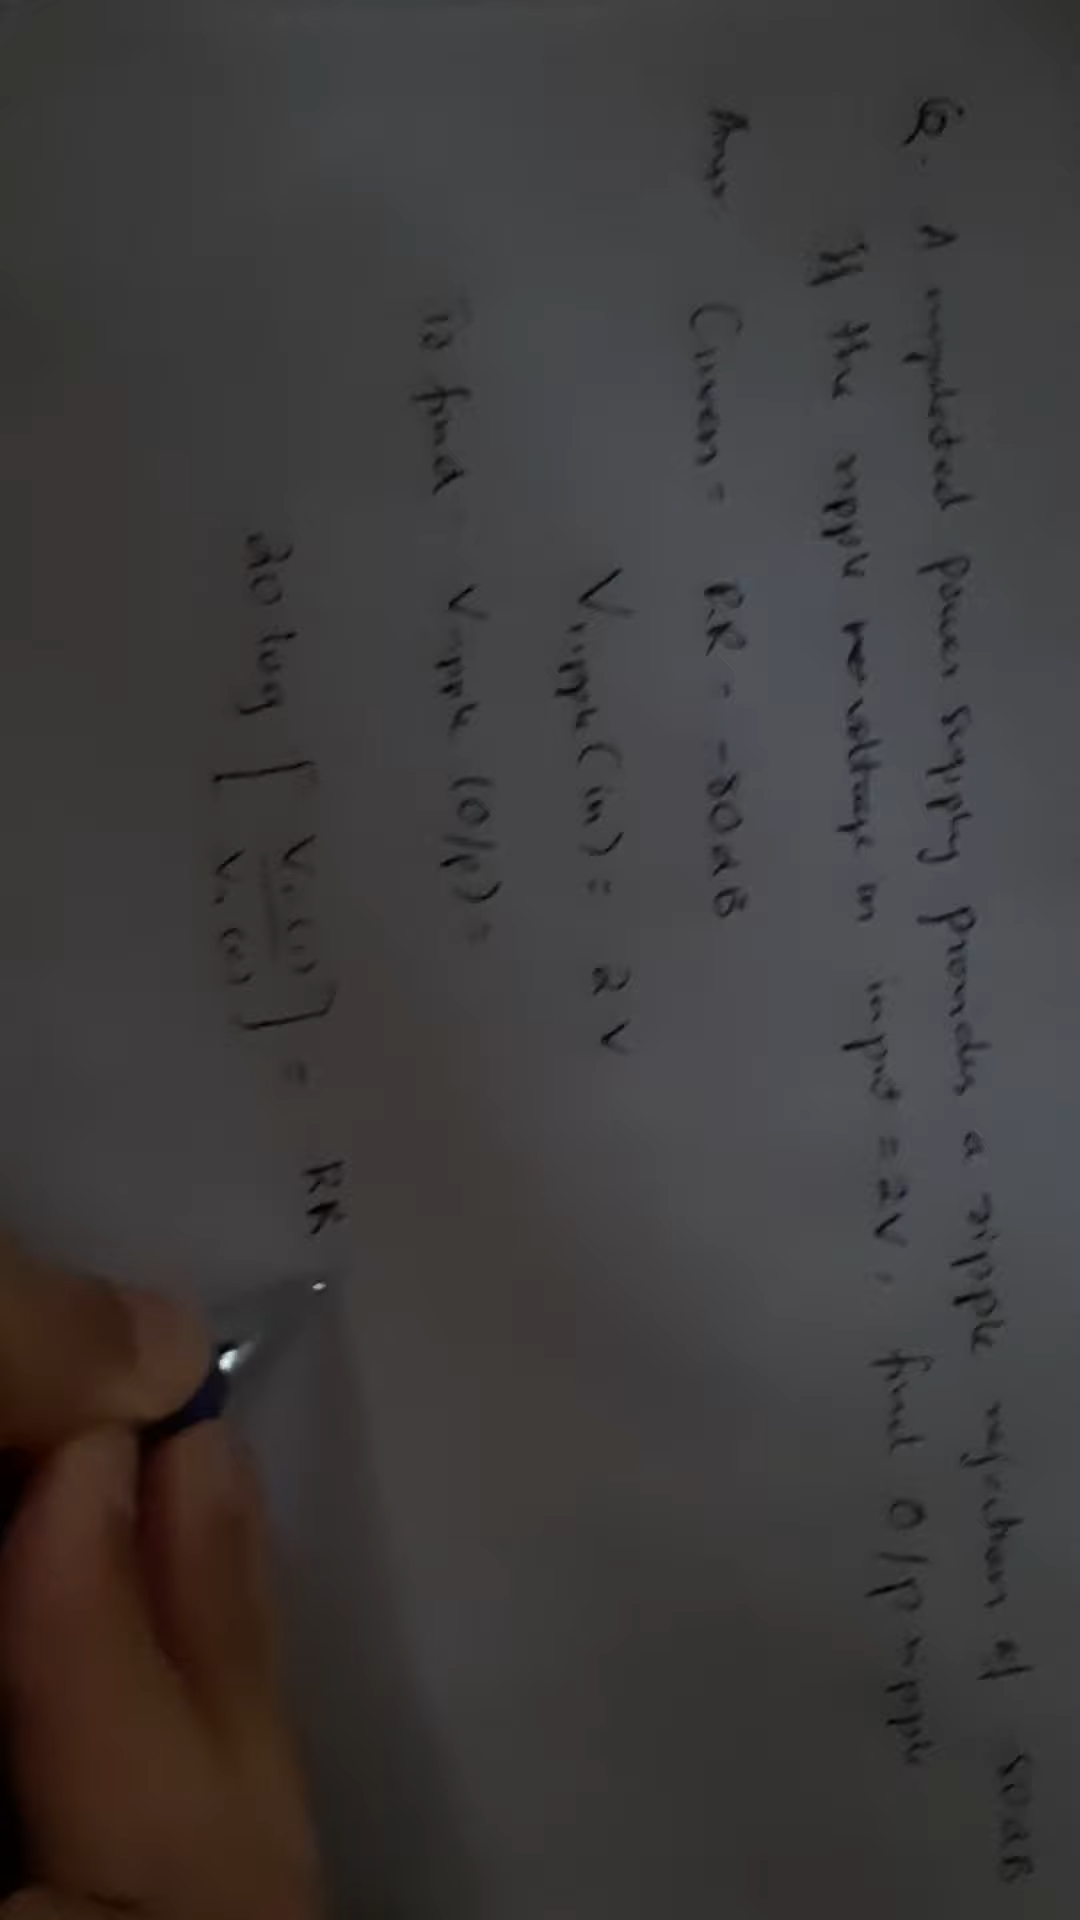 Q. A regulated power supply provides a ripple rejection of 80dB
If the ripple voltage in input = 2V, find O/P ripple
Ans Given = RR = -80dB
Vripple(in) = 2V
To find - Vripple (O/P) =
20 log [ V.( ) / V.( ) ] = RR